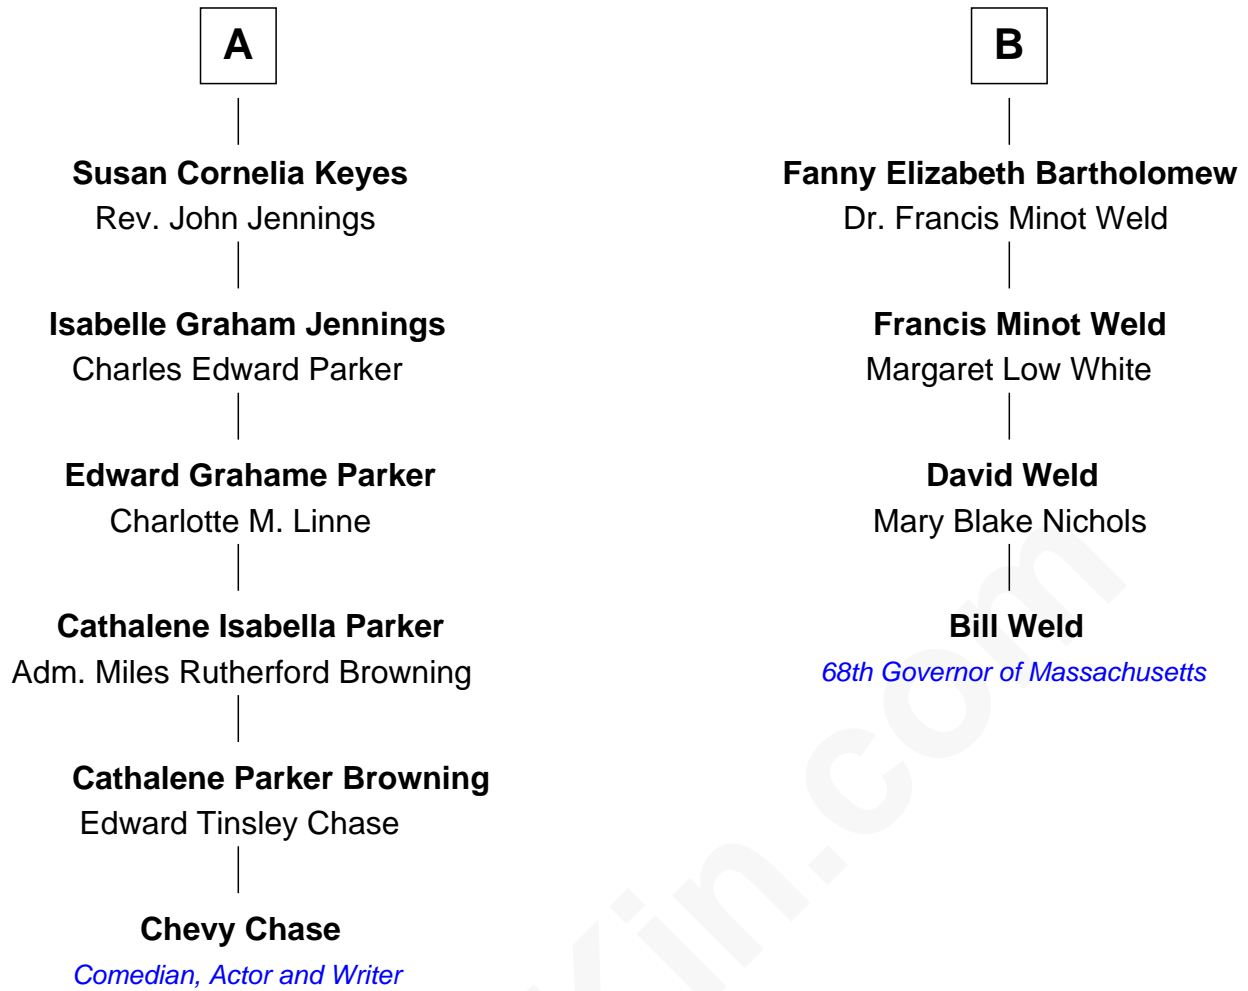 A
Susan Cornelia Keyes
Rev. John Jennings
Isabelle Graham Jennings
Charles Edward Parker
Edward Grahame Parker
Charlotte M. Linne
Cathalene Isabella Parker
Adm. Miles Rutherford Browning
Cathalene Parker Browning
Edward Tinsley Chase
Chevy Chase
Comedian, Actor and Writer
B
Fanny Elizabeth Bartholomew
Dr. Francis Minot Weld
Francis Minot Weld
Margaret Low White
David Weld
Mary Blake Nichols
Bill Weld
68th Governor of Massachusetts
Kin.com